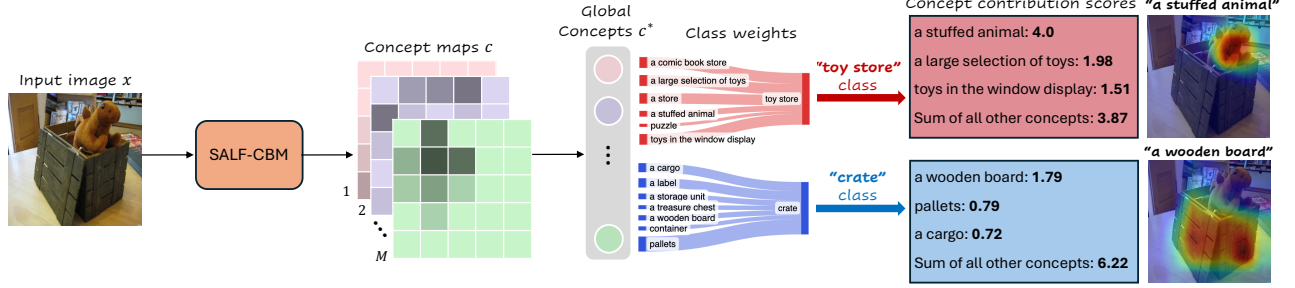 Input image x
SALF-CBM
Concept maps c
1
2
M
Global
Concepts c*
Class weights
a comic book store
a large selection of toys
a store
a stuffed animal
puzzle
toys in the window display
toy store
a cargo
a label
a storage unit
a treasure chest
a wooden board
container
pallets
crate
"toy store"
class
"crate"
class
Concept contribution scores
a stuffed animal: 4.0
a large selection of toys: 1.98
toys in the window display: 1.51
Sum of all other concepts: 3.87
a wooden board: 1.79
pallets: 0.79
a cargo: 0.72
Sum of all other concepts: 6.22
"a stuffed animal"
"a wooden board"